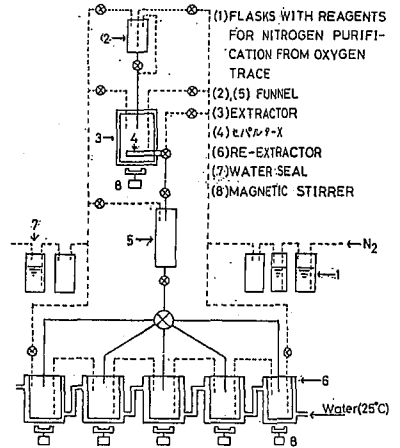 (1)FLASKS WITH REAGENTS
FOR NITROGEN PURIFI-
CATION FROM OXYGEN
TRACE
(2),(5) FUNNEL
(3)EXTRACTOR
(4)セパルターX
(6)RE-EXTRACTOR
(7)WATER SEAL
(8)MAGNETIC STIRRER
2
3
4
8
7
5
N2
1
6
Water(25°C)
8